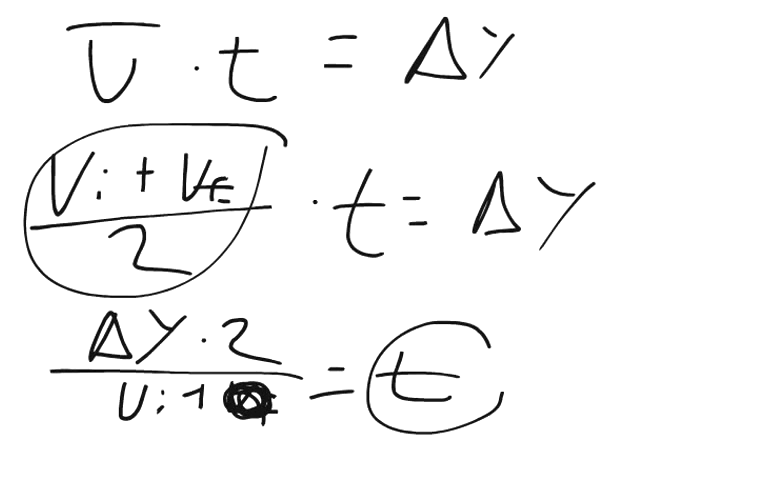 v̅ · t = Δy
(Vi + Vf)/2 · t = Δy
(Δy · 2)/(Vi + f) = t